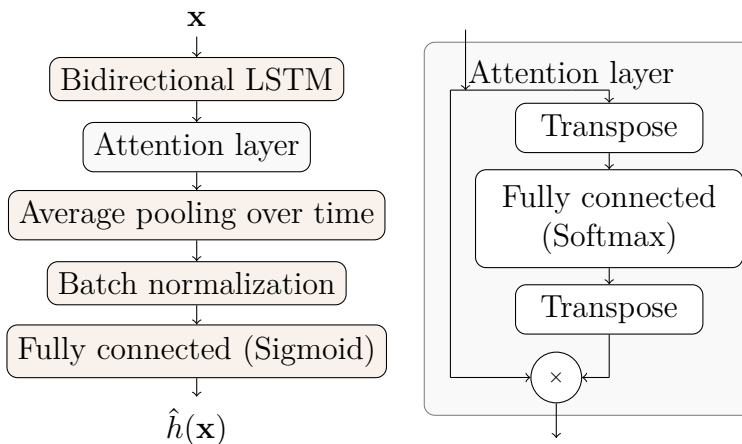 x
Bidirectional LSTM
Attention layer
Average pooling over time
Batch normalization
Fully connected (Sigmoid)
ĥ(x)
Attention layer
Transpose
Fully connected
(Softmax)
Transpose
×